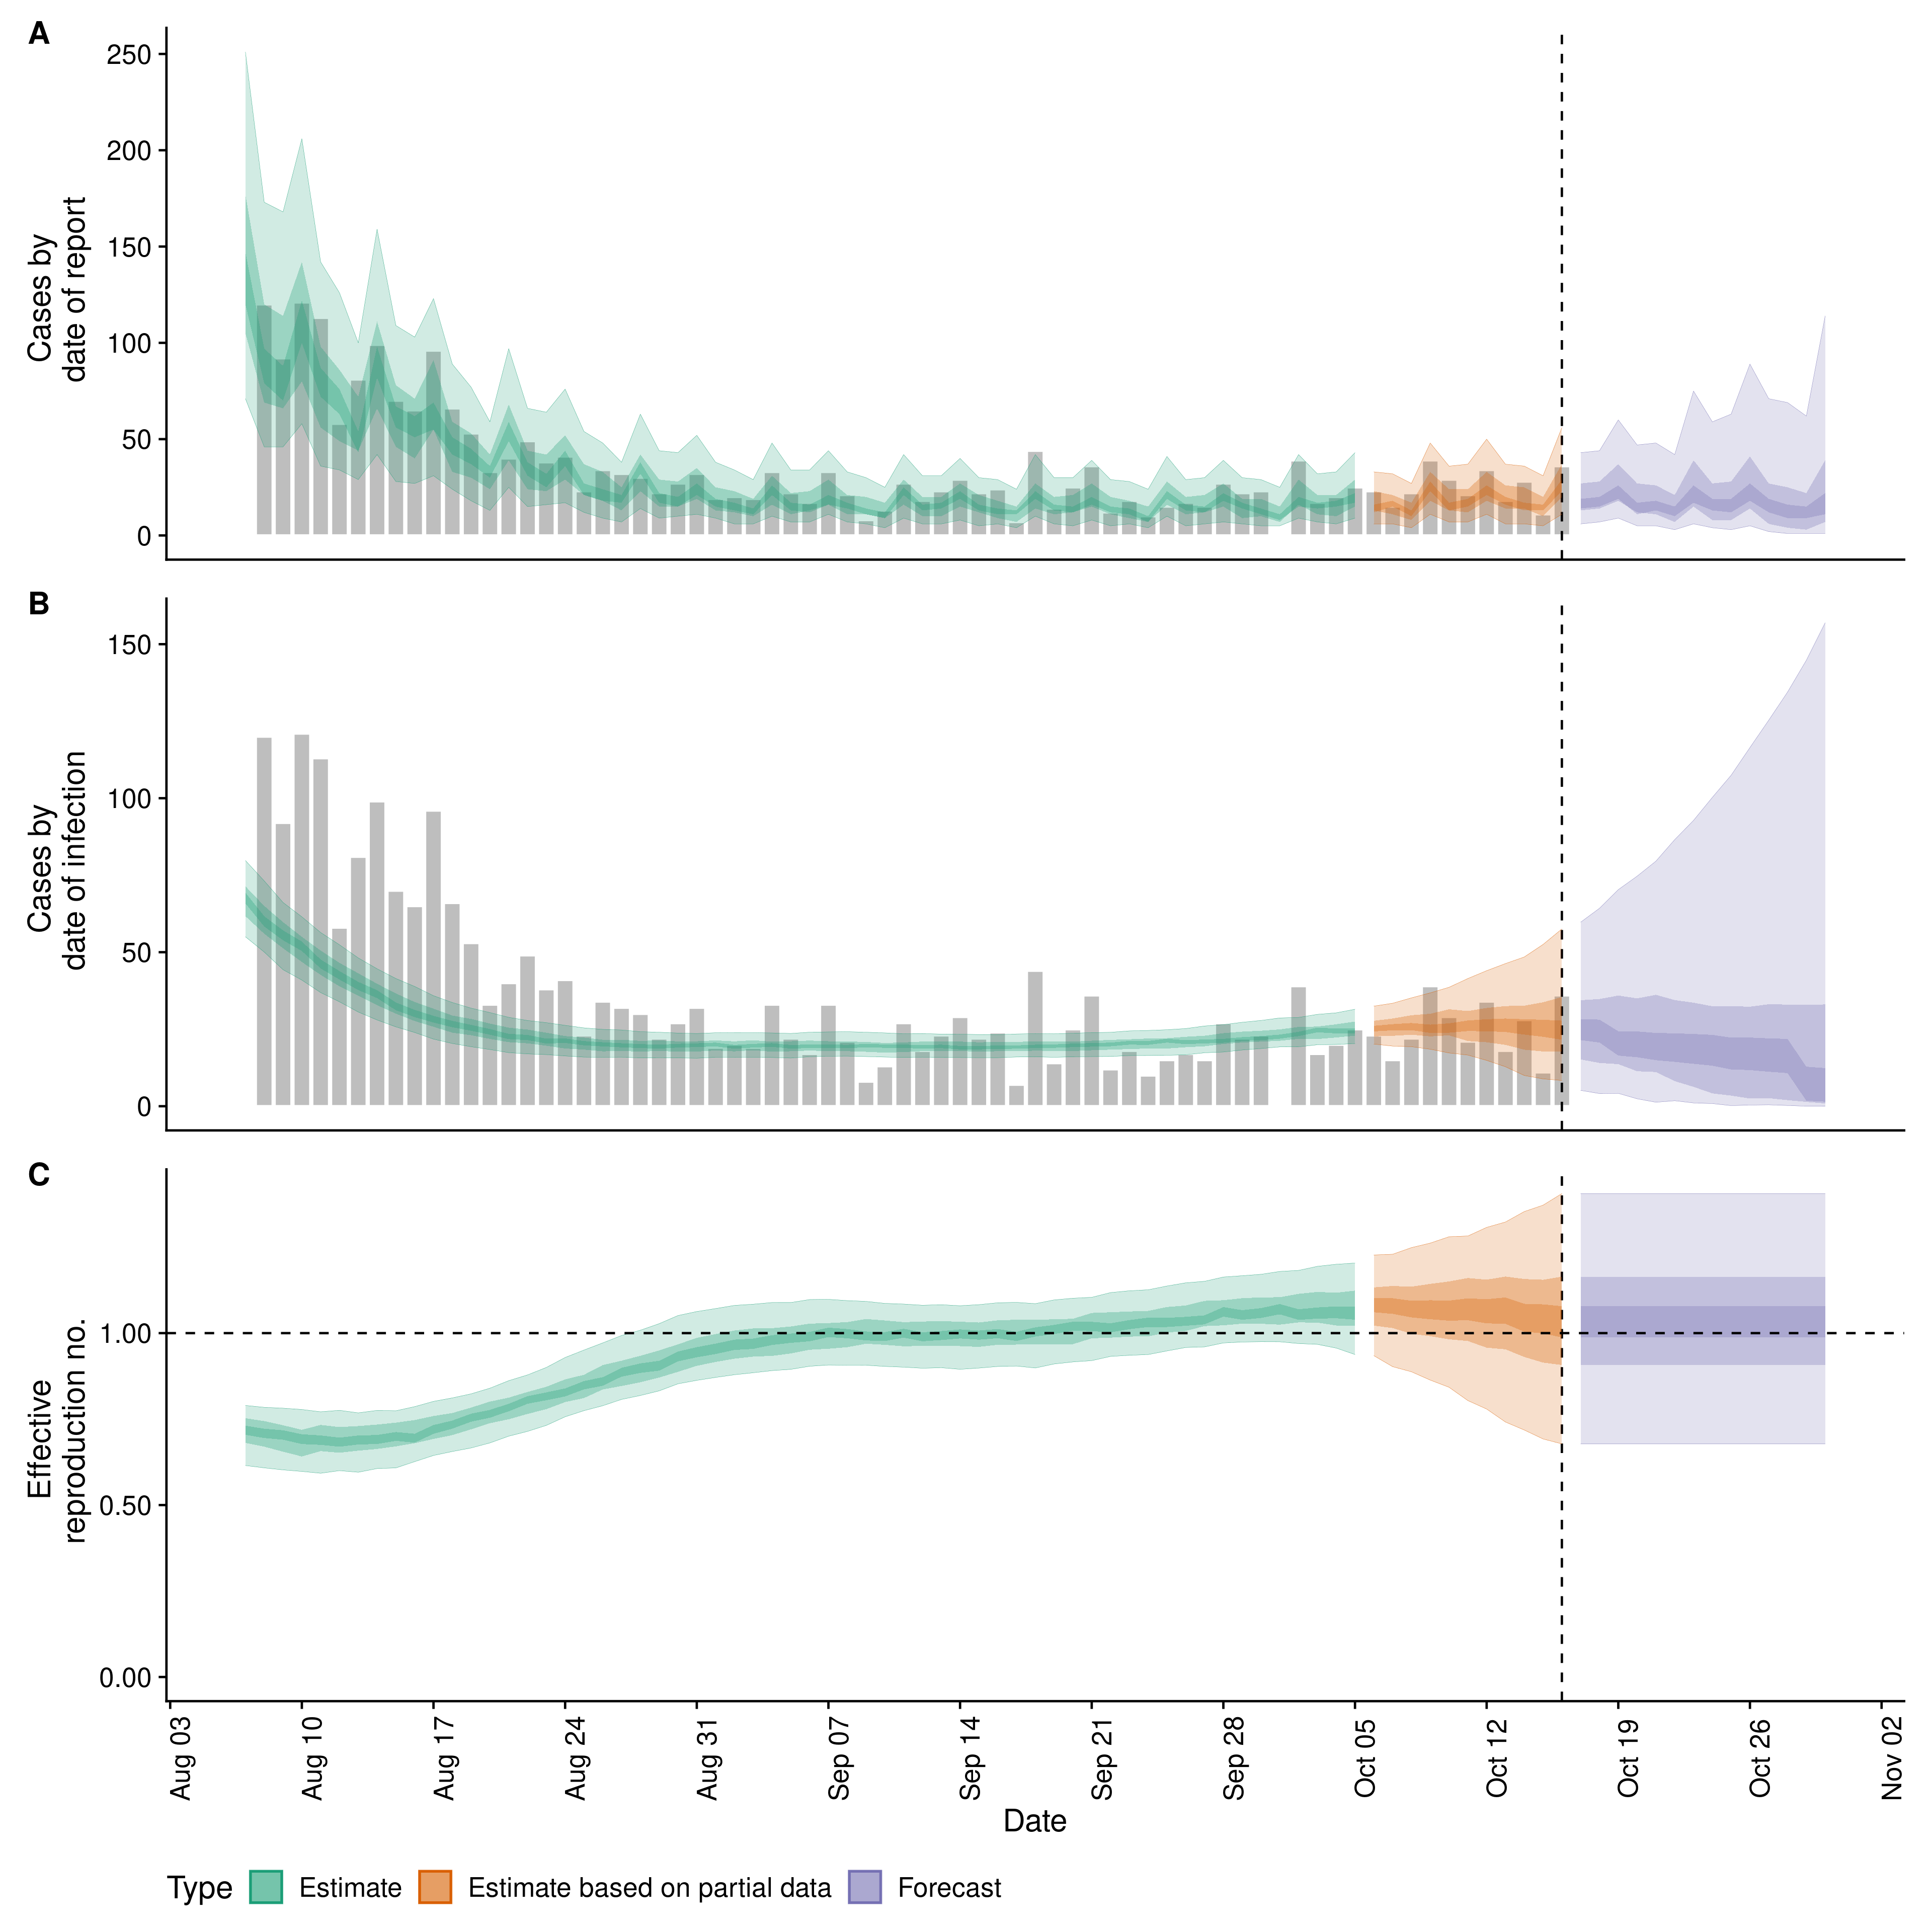 A
Cases by
date of report
250
200
150
100
50
0
B
Cases by
date of infection
150
100
50
0
C
Effective
reproduction no.
1.00
0.50
0.00
Aug 03
Aug 10
Aug 17
Aug 24
Aug 31
Sep 07
Sep 14
Sep 21
Sep 28
Oct 05
Oct 12
Oct 19
Oct 26
Nov 02
Date
Type Estimate Estimate based on partial data Forecast